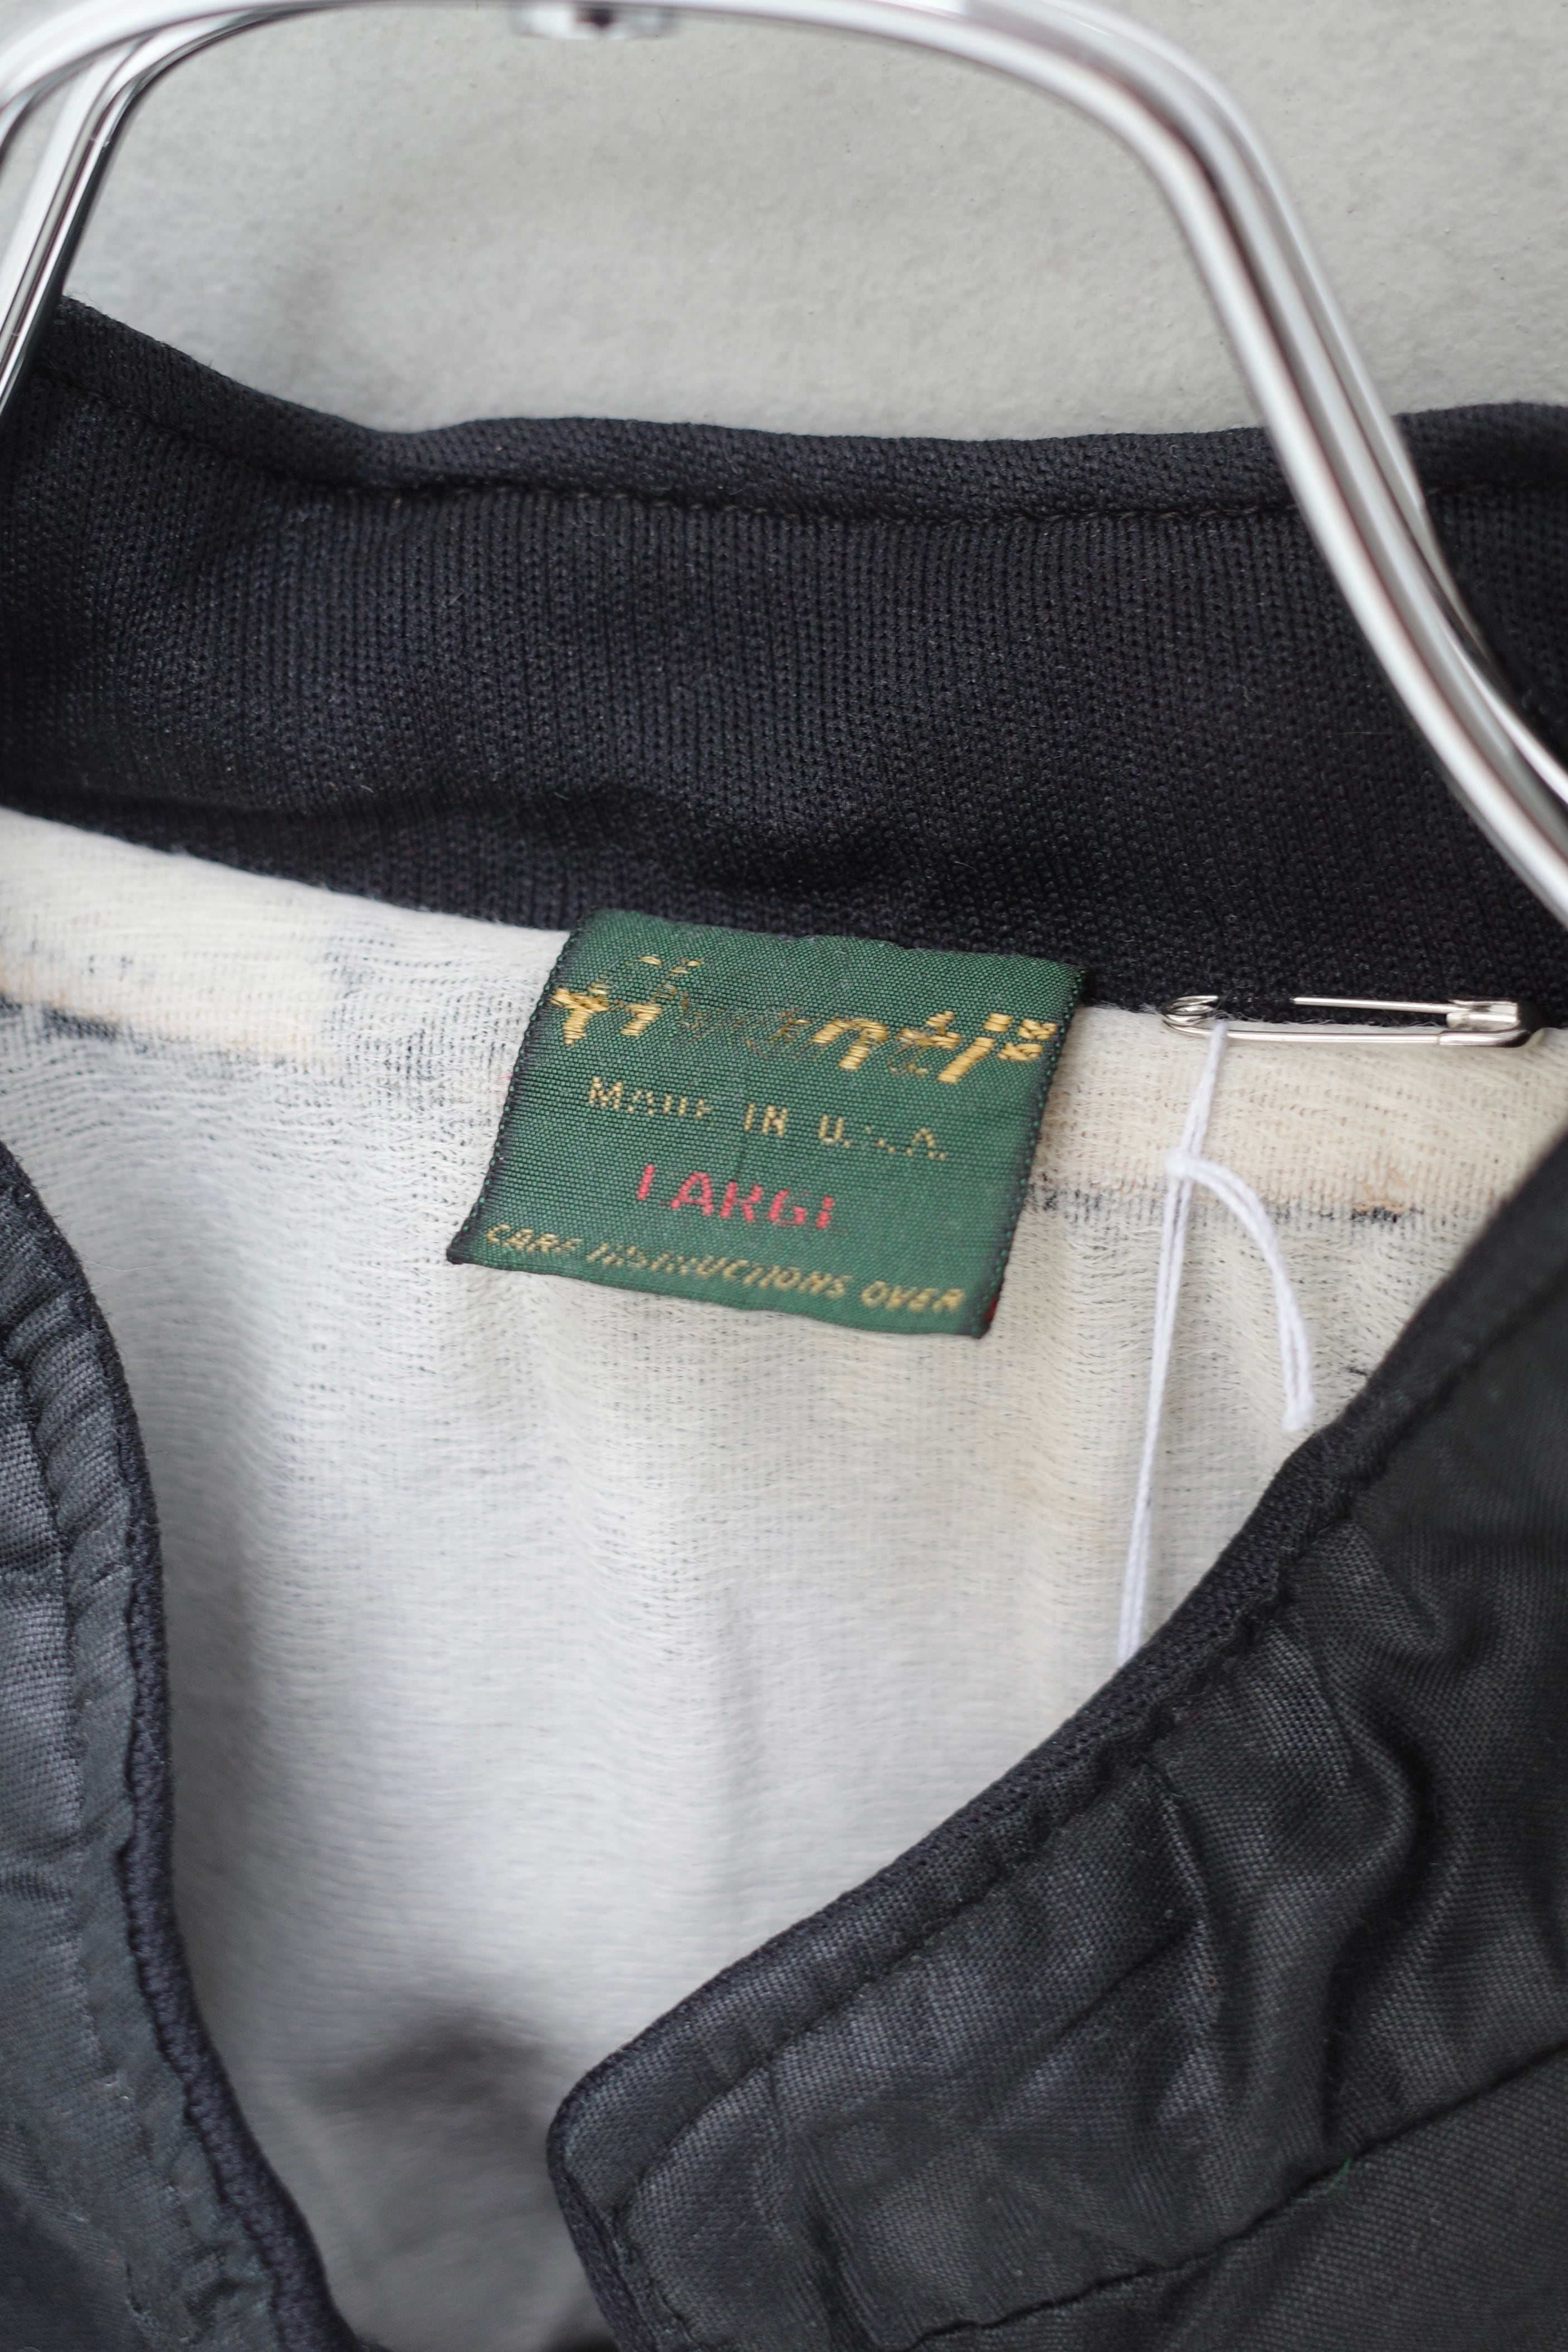 MADE IN U.S.A.
LARGE
CARE INSTRUCTIONS OVER